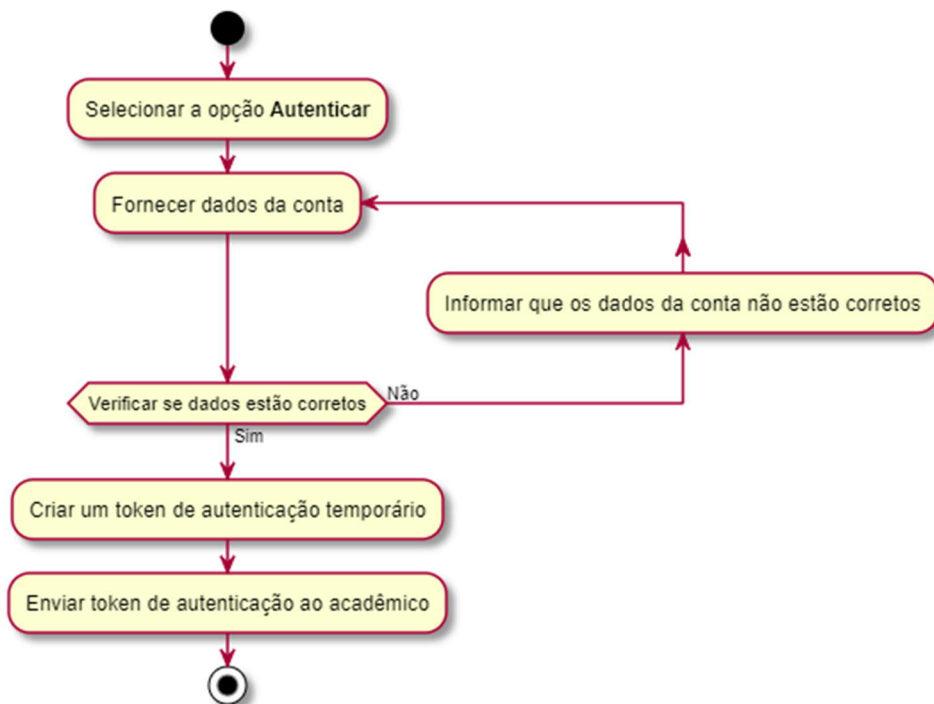 Selecionar a opção Autenticar
Fornecer dados da conta
Informar que os dados da conta não estão corretos
Verificar se dados estão corretos
Não
Sim
Criar um token de autenticação temporário
Enviar token de autenticação ao acadêmico